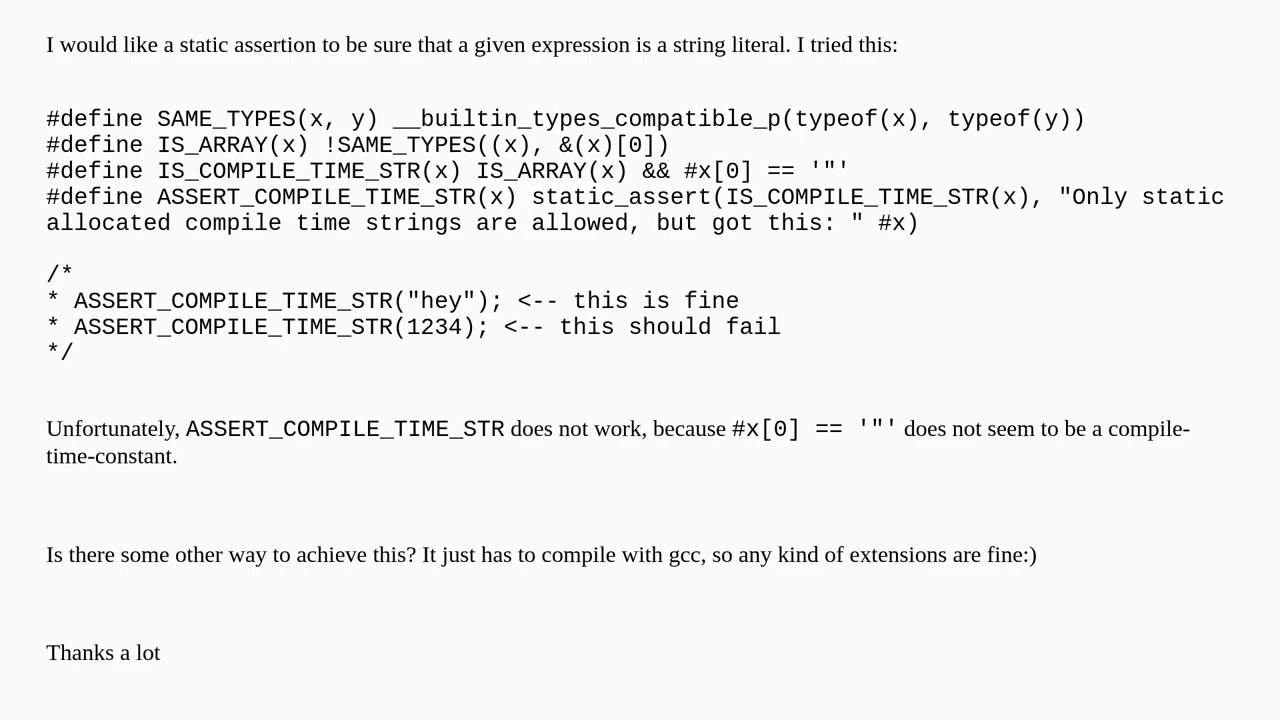 I would like a static assertion to be sure that a given expression is a string literal. I tried this:
#define SAME_TYPES(x, y) __builtin_types_compatible_p(typeof(x), typeof(y))
#define IS_ARRAY(x) !SAME_TYPES((x), &(x)[0])
#define IS_COMPILE_TIME_STR(x) IS_ARRAY(x) && #x[0] == '"'
#define ASSERT_COMPILE_TIME_STR(x) static_assert(IS_COMPILE_TIME_STR(x), "Only static
allocated compile time strings are allowed, but got this: " #x)
/*
* ASSERT_COMPILE_TIME_STR("hey"); <-- this is fine
* ASSERT_COMPILE_TIME_STR(1234); <-- this should fail
*/
Unfortunately, ASSERT_COMPILE_TIME_STR does not work, because #x[0] == '"' does not seem to be a compile-
time-constant.
Is there some other way to achieve this? It just has to compile with gcc, so any kind of extensions are fine:)
Thanks a lot